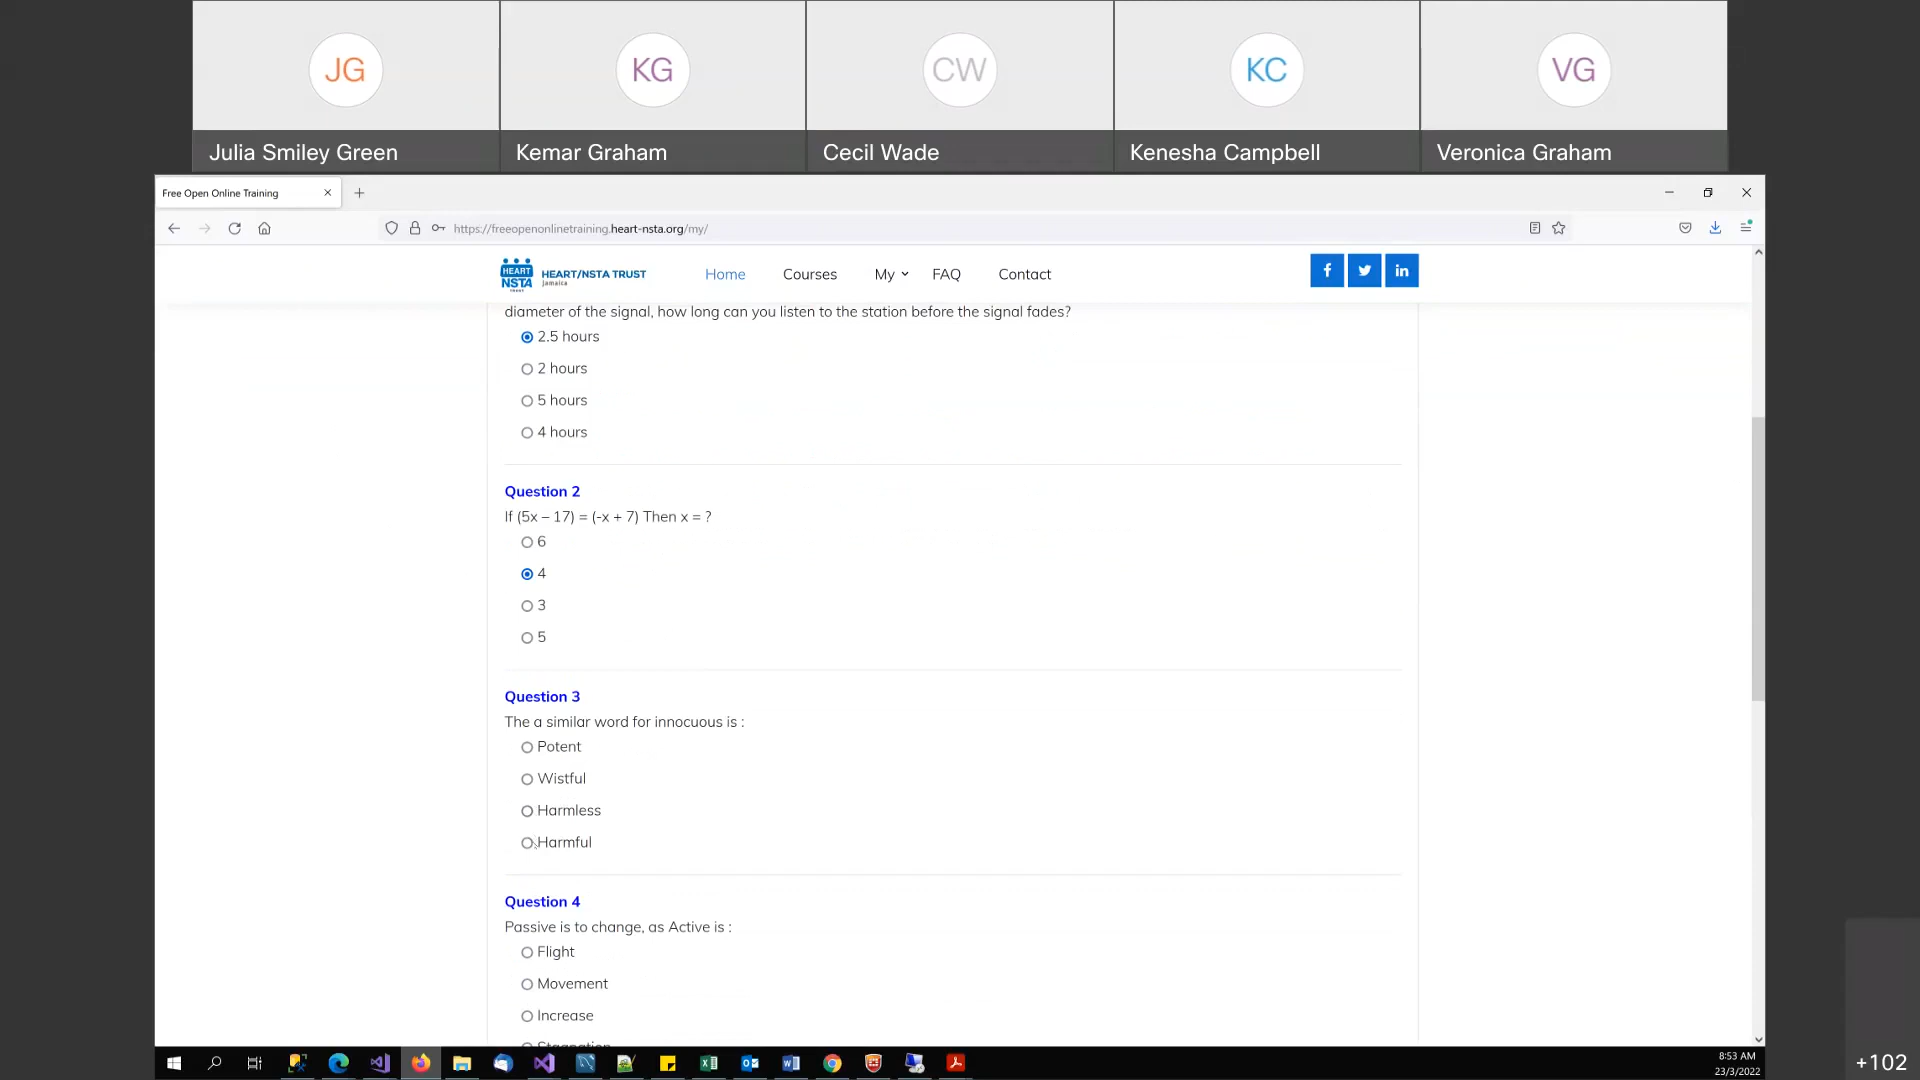 JG
KG
CW
KC
VG
Julia Smiley Green
Kemar Graham
Cecil Wade
Kenesha Campbell
Veronica Graham
Free Open Online Training
https://freeopenonlinetraining.heart-nsta.org/my/
HEART
NSTA
TRUST
HEART/NSTA TRUST
Jamaica
Home
Courses
My
FAQ
Contact
diameter of the signal, how long can you listen to the station before the signal fades?
2.5 hours
2 hours
5 hours
4 hours
Question 2
If (5x – 17) = (-x + 7) Then x = ?
6
4
3
5
Question 3
The a similar word for innocuous is :
Potent
Wistful
Harmless
Harmful
Question 4
Passive is to change, as Active is :
Flight
Movement
Increase
Stagnation
8:53 AM
23/3/2022
+102